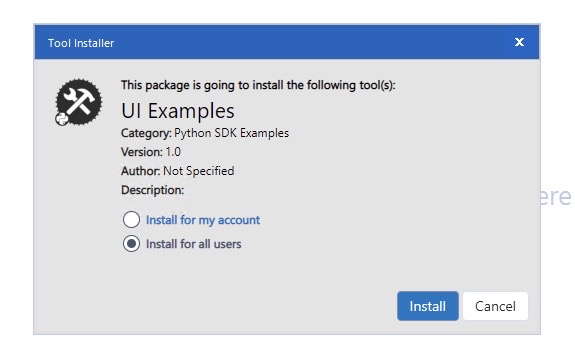 Tool Installer
x
This package is going to install the following tool(s):
UI Examples
Category: Python SDK Examples
Version: 1.0
Author: Not Specified
Description:
Install for my account
ere
Install for all users
Install Cancel